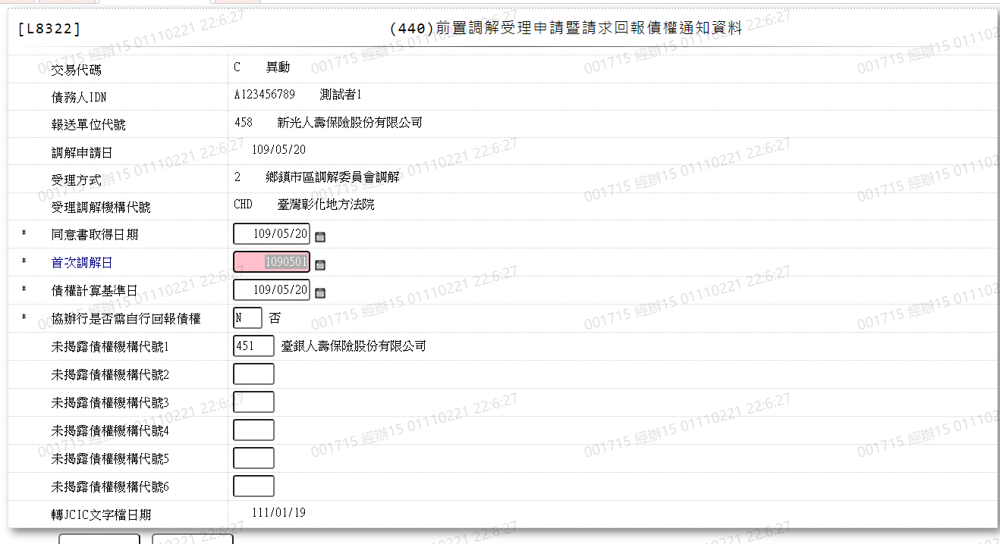 [L8322] (440)前置調解受理申請暨請求回報債權通知資料
交易代碼 C 異動
債務人IDN A123456789 測試者1
報送單位代號 458 新光人壽保險股份有限公司
調解申請日 109/05/20
受理方式 2 鄉鎮市區調解委員會調解
受理調解機構代號 CHD 臺灣彰化地方法院
* 同意書取得日期 109/05/20
* 首次調解日 1090501
* 債權計算基準日 109/05/20
* 協辦行是否需自行回報債權 N 否
未揭露債權機構代號1 451 臺銀人壽保險股份有限公司
未揭露債權機構代號2
未揭露債權機構代號3
未揭露債權機構代號4
未揭露債權機構代號5
未揭露債權機構代號6
轉JCIC文字檔日期 111/01/19
001715 經辦15 01110221 22:6:27